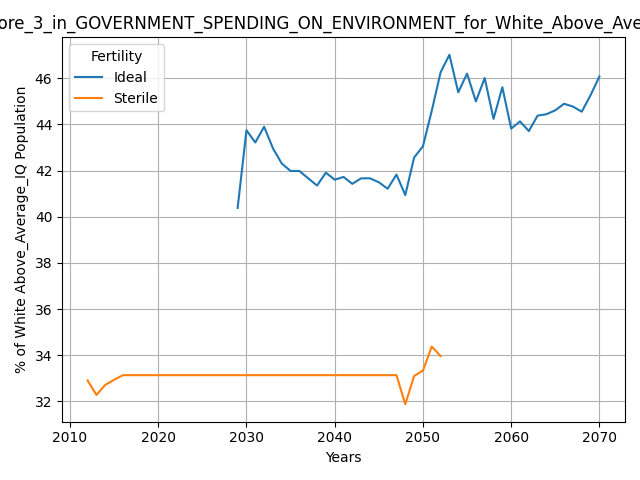 ore_3_in_GOVERNMENT_SPENDING_ON_ENVIRONMENT_for_White_Above_Ave
Fertility
Ideal
Sterile
% of White Above_Average_IQ Population
46
44
42
40
38
36
34
32
2010 2020 2030 2040 2050 2060 2070
Years